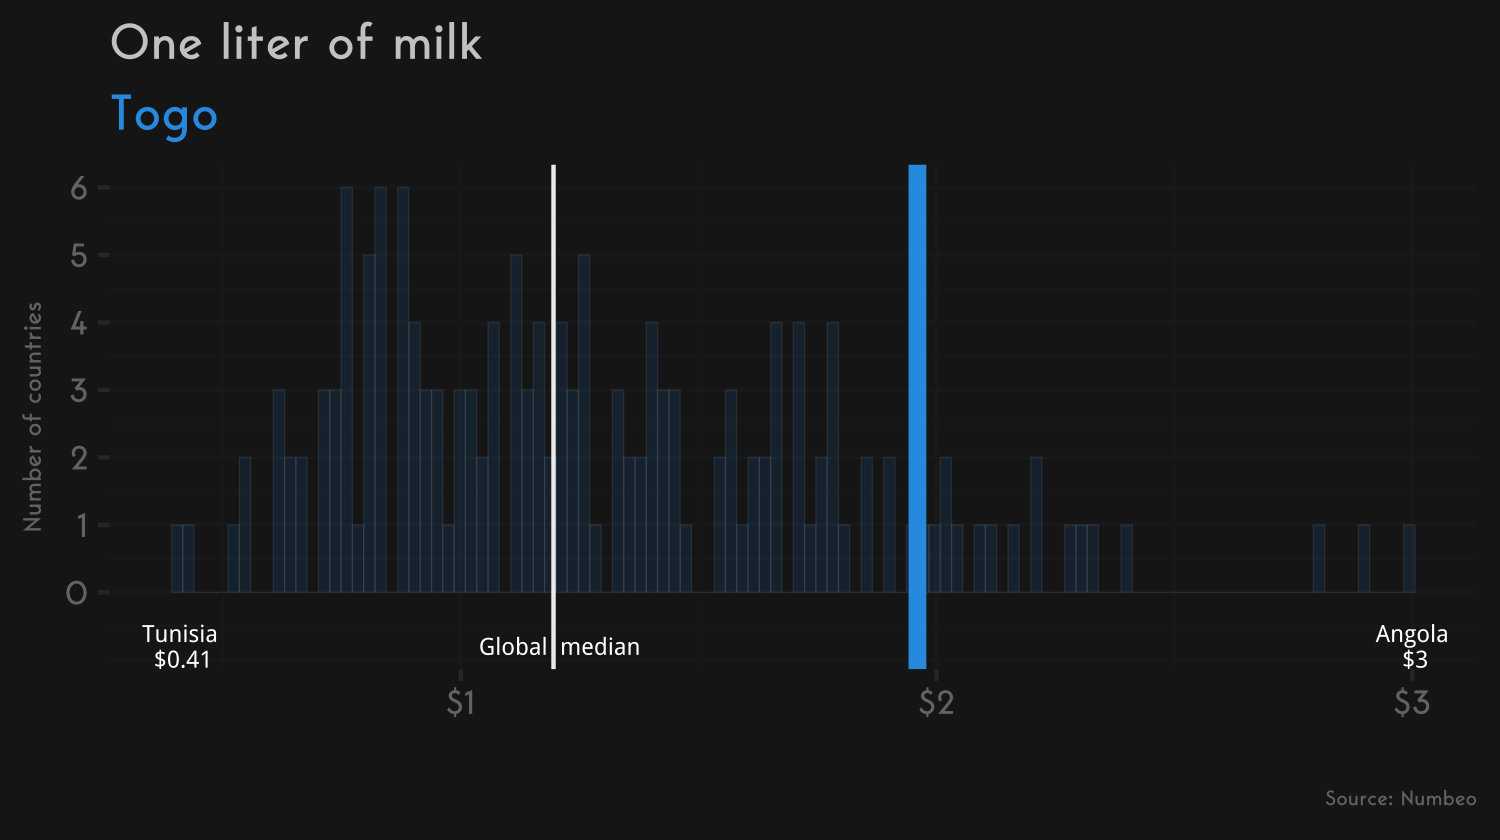 One liter of milk
Togo
Number of countries
6
5
4
3
2
1
0
Tunisia
$0.41
Global median
Angola
$3
$1
$2
$3
Source: Numbeo